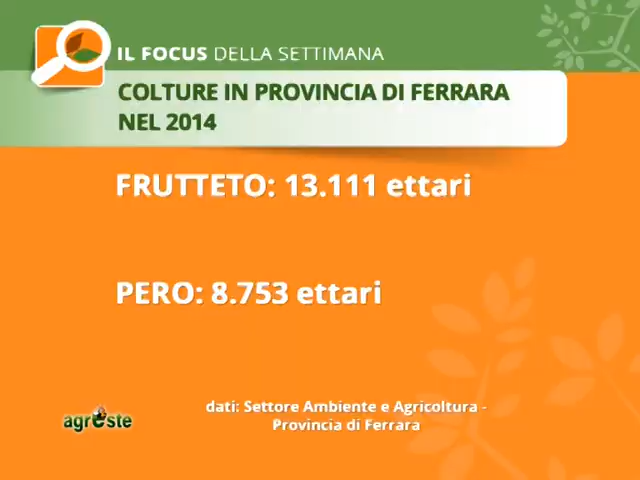 IL FOCUS DELLA SETTIMANA
COLTURE IN PROVINCIA DI FERRARA
NEL 2014
FRUTTETO: 13.111 ettari
PERO: 8.753 ettari
agreste
dati: Settore Ambiente e Agricoltura -
Provincia di Ferrara